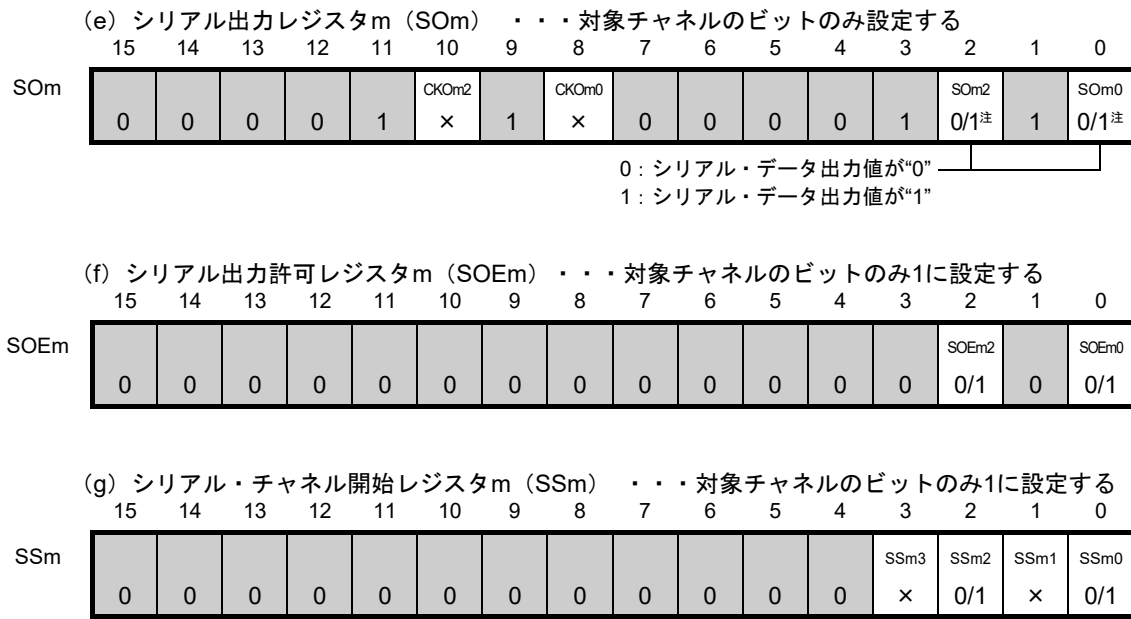 (e) シリアル出力レジスタm（SOm） ・・・対象チャネルのビットのみ設定する
15 14 13 12 11 10 9 8 7 6 5 4 3 2 1 0
SOm
CKOm2 CKOm0 SOm2 SOm0
0 0 0 0 1 × 1 × 0 0 0 0 1 0/1注 1 0/1注
0：シリアル・データ出力値が“0”
1：シリアル・データ出力値が“1”
(f) シリアル出力許可レジスタm（SOEm）・・・対象チャネルのビットのみ1に設定する
15 14 13 12 11 10 9 8 7 6 5 4 3 2 1 0
SOEm
SOEm2 SOEm0
0 0 0 0 0 0 0 0 0 0 0 0 0 0/1 0 0/1
(g) シリアル・チャネル開始レジスタm（SSm） ・・・対象チャネルのビットのみ1に設定する
15 14 13 12 11 10 9 8 7 6 5 4 3 2 1 0
SSm
SSm3 SSm2 SSm1 SSm0
0 0 0 0 0 0 0 0 0 0 0 0 × 0/1 × 0/1